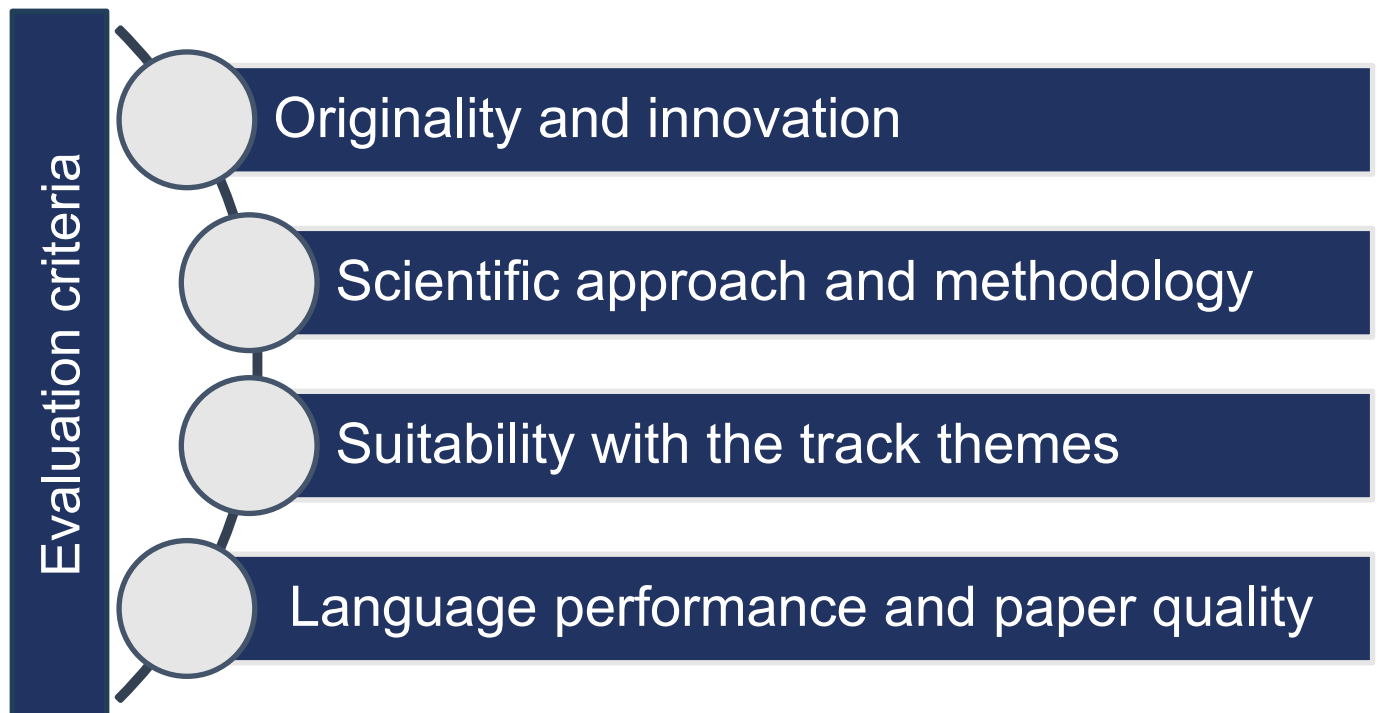 Evaluation criteria
Originality and innovation
Scientific approach and methodology
Suitability with the track themes
Language performance and paper quality